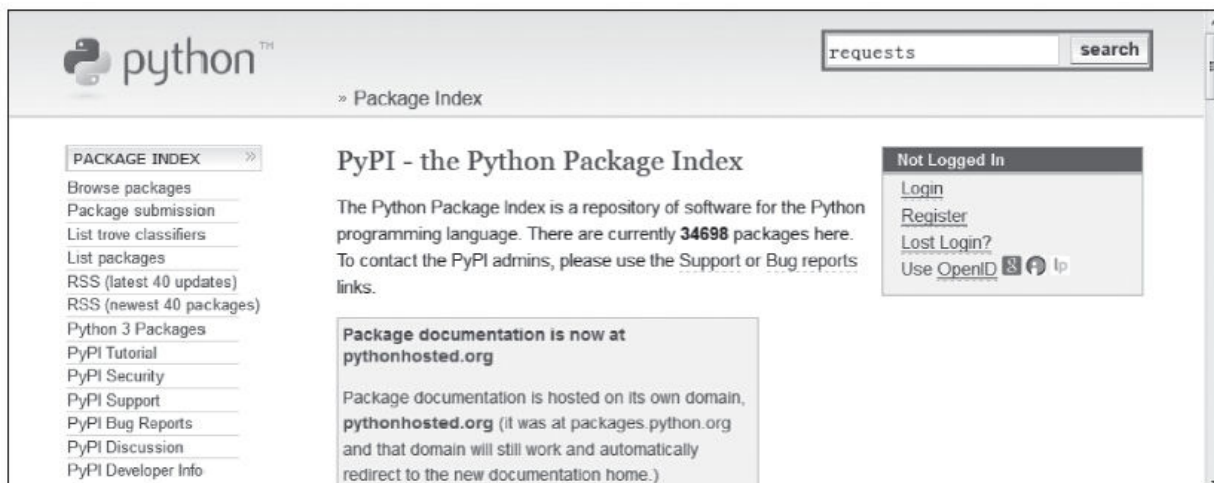 python™
requests
search
» Package Index
PACKAGE INDEX »
Browse packages
Package submission
List trove classifiers
List packages
RSS (latest 40 updates)
RSS (newest 40 packages)
Python 3 Packages
PyPI Tutorial
PyPI Security
PyPI Support
PyPI Bug Reports
PyPI Discussion
PyPI Developer Info
PyPI - the Python Package Index
The Python Package Index is a repository of software for the Python
programming language. There are currently 34698 packages here.
To contact the PyPI admins, please use the Support or Bug reports
links.
Package documentation is now at
pythonhosted.org
Package documentation is hosted on its own domain,
pythonhosted.org (it was at packages.python.org
and that domain will still work and automatically
redirect to the new documentation home.)
Not Logged In
Login
Register
Lost Login?
Use OpenID 8 lp